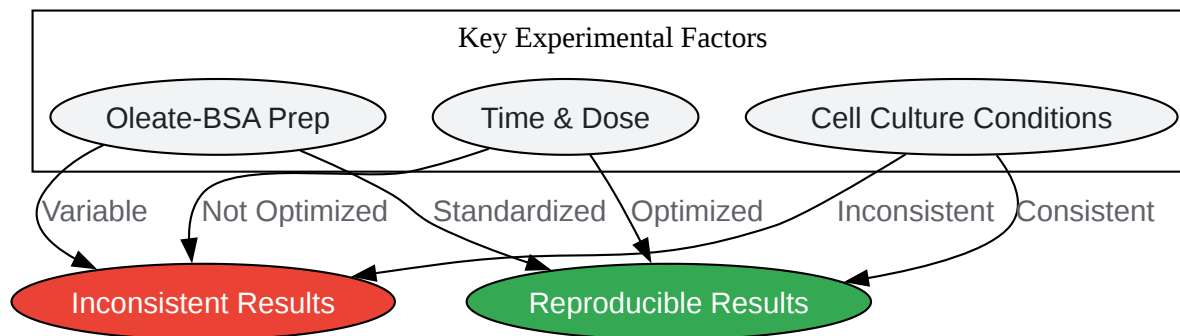 Key Experimental Factors
Oleate-BSA Prep
Time & Dose
Cell Culture Conditions
Variable
Not Optimized
Standardized
Optimized
Inconsistent
Consistent
Inconsistent Results
Reproducible Results